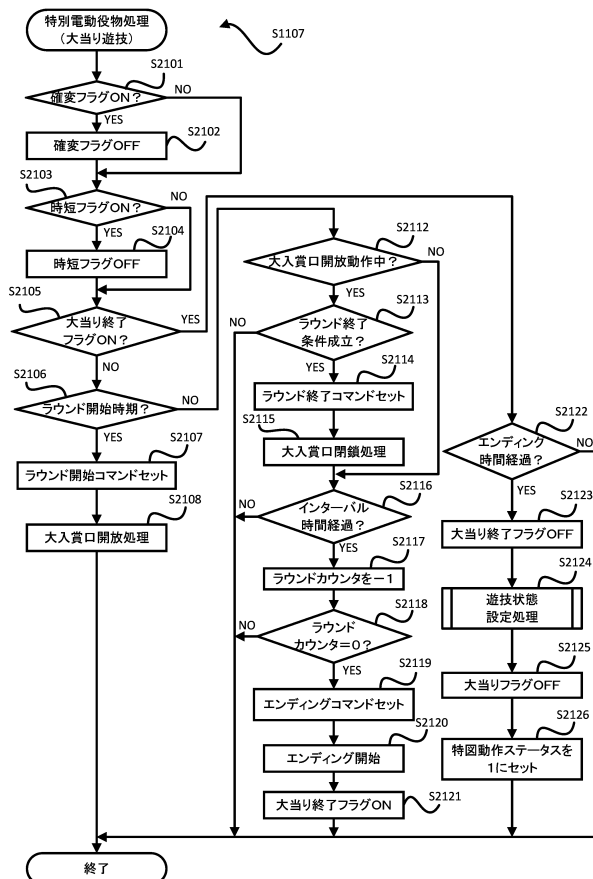 特別電動役物処理
(大当り遊技)
S1107
S2101
確変フラグON?
NO
YES
S2102
確変フラグOFF
S2103
時短フラグON?
NO
YES
S2104
時短フラグOFF
S2105
大当り終了
フラグON?
YES
NO
S2106
ラウンド開始時期?
NO
YES
S2107
ラウンド開始コマンドセット
S2108
大入賞口開放処理
S2112
大入賞口開放動作中?
NO
YES
S2113
ラウンド終了
条件成立?
NO
YES
S2114
ラウンド終了コマンドセット
S2115
大入賞口閉鎖処理
S2116
インターバル
時間経過?
NO
YES
S2117
ラウンドカウンタを-1
S2118
ラウンド
カウンタ=0?
NO
YES
S2119
エンディングコマンドセット
S2120
エンディング開始
S2121
大当り終了フラグON
S2122
エンディング
時間経過?
NO
YES
S2123
大当り終了フラグOFF
S2124
遊技状態
設定処理
S2125
大当りフラグOFF
S2126
特図動作ステータスを
1にセット
終了